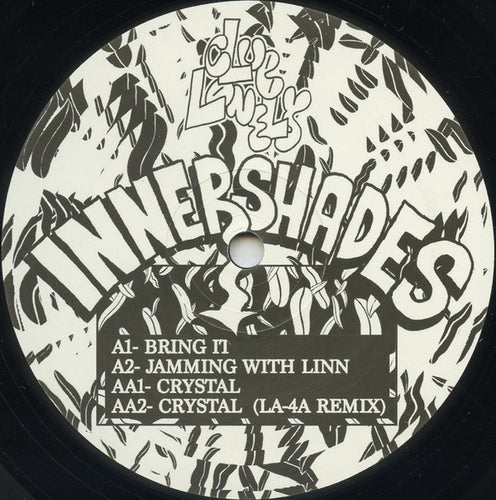 CLUB
LONELY
INNERSHADES
A1- BRING IT
A2- JAMMING WITH LINN
AA1- CRYSTAL
AA2- CRYSTAL (LA-4A REMIX)